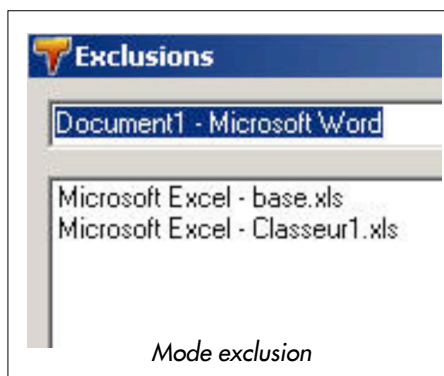 Exclusions
Document1 - Microsoft Word
Microsoft Excel - base.xls
Microsoft Excel - Classeur1.xls
Mode exclusion